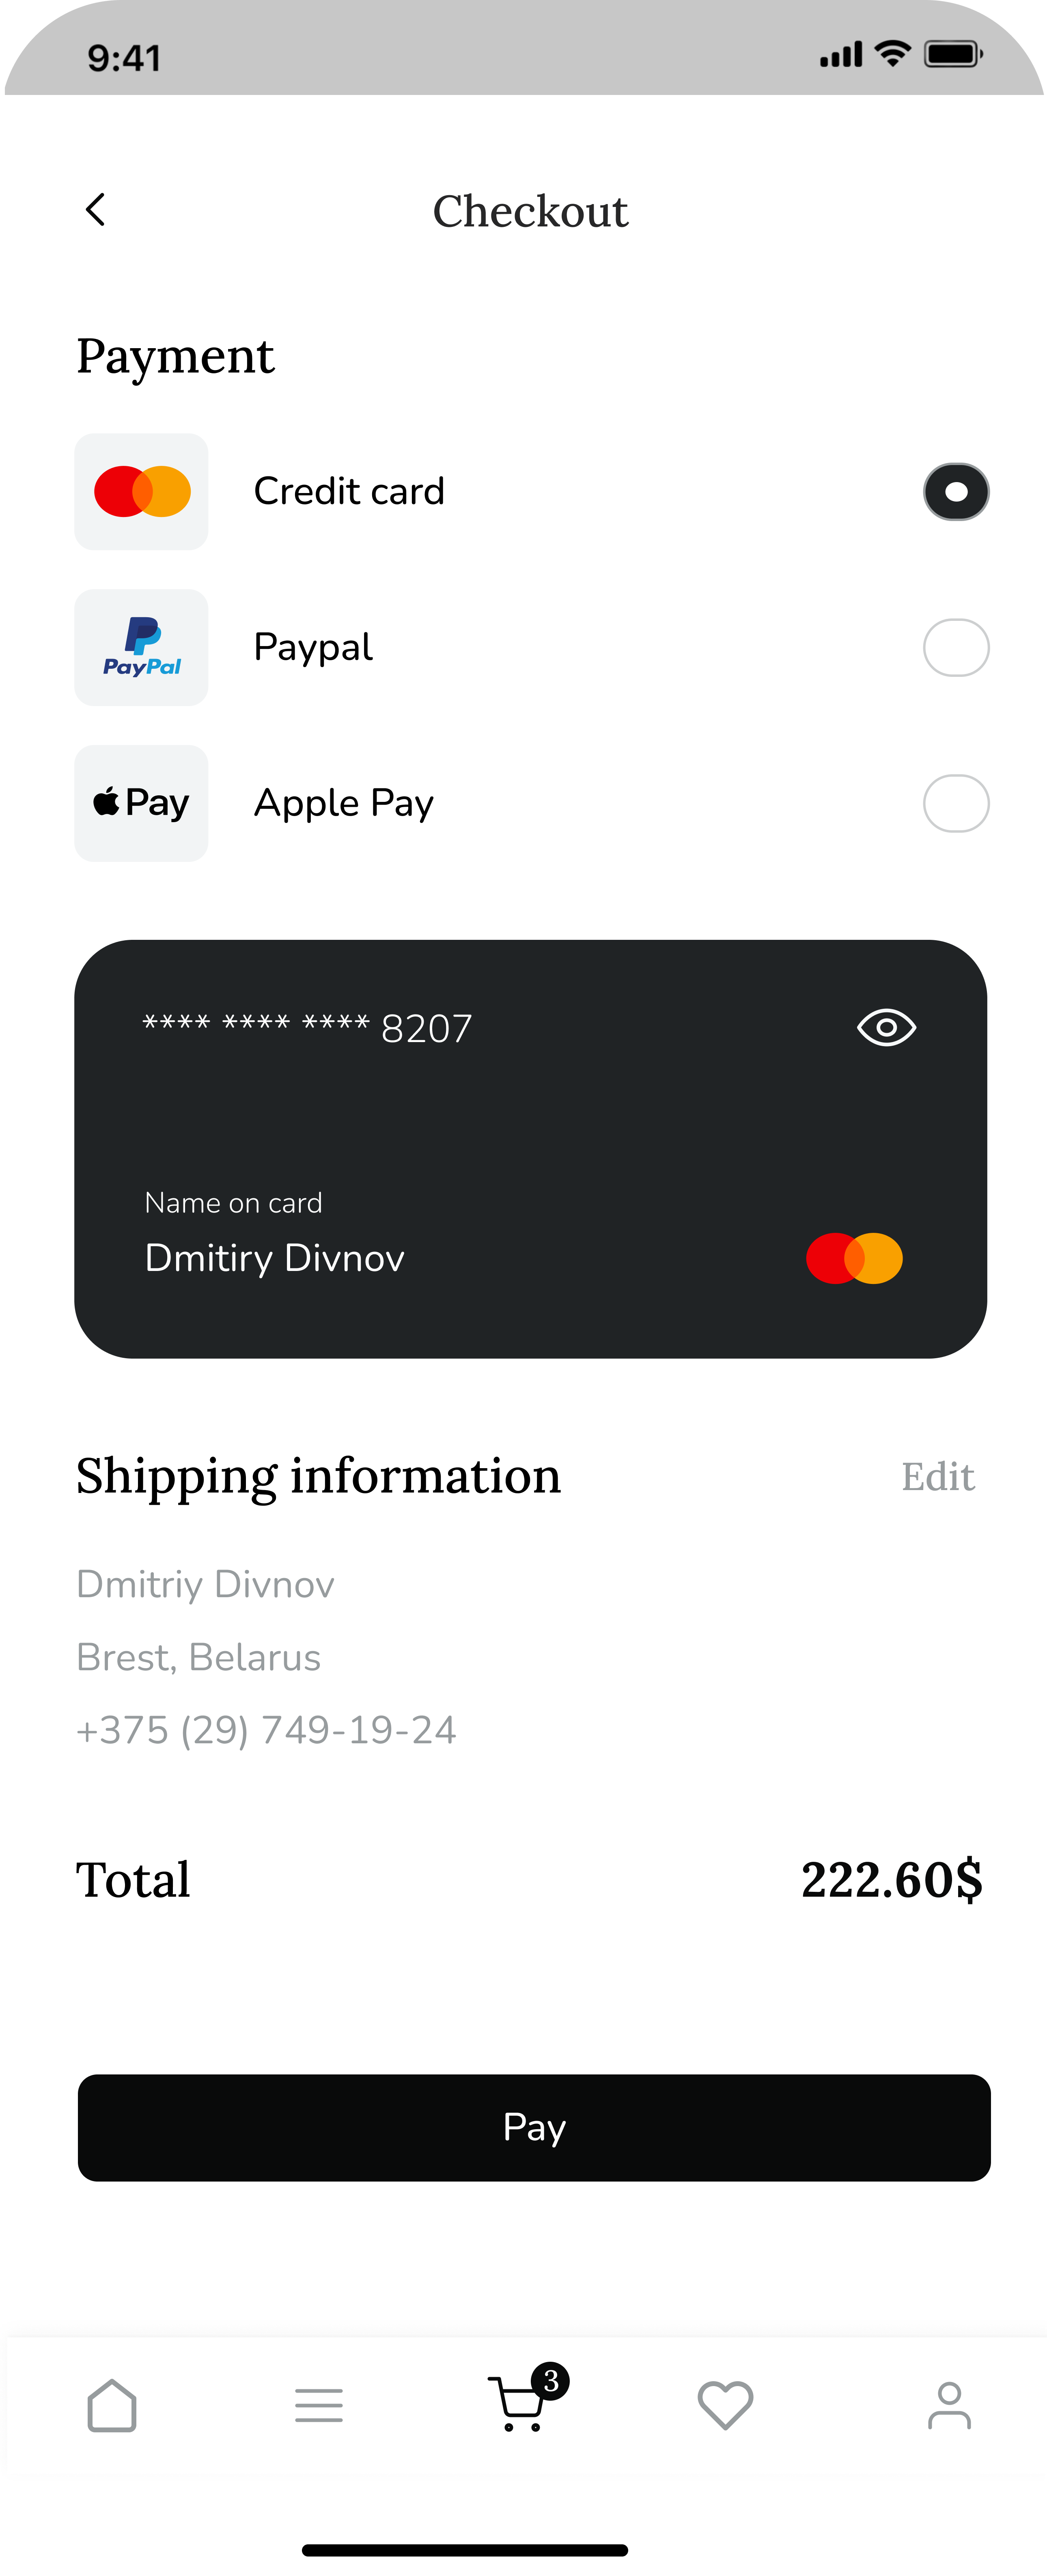 9:41
Checkout
Payment
Credit card
PayPal
Paypal
Pay
Apple Pay
**** **** **** 8207
Name on card
Dmitiry Divnov
Shipping information
Edit
Dmitriy Divnov
Brest, Belarus
+375 (29) 749-19-24
Total
222.60$
Pay
3